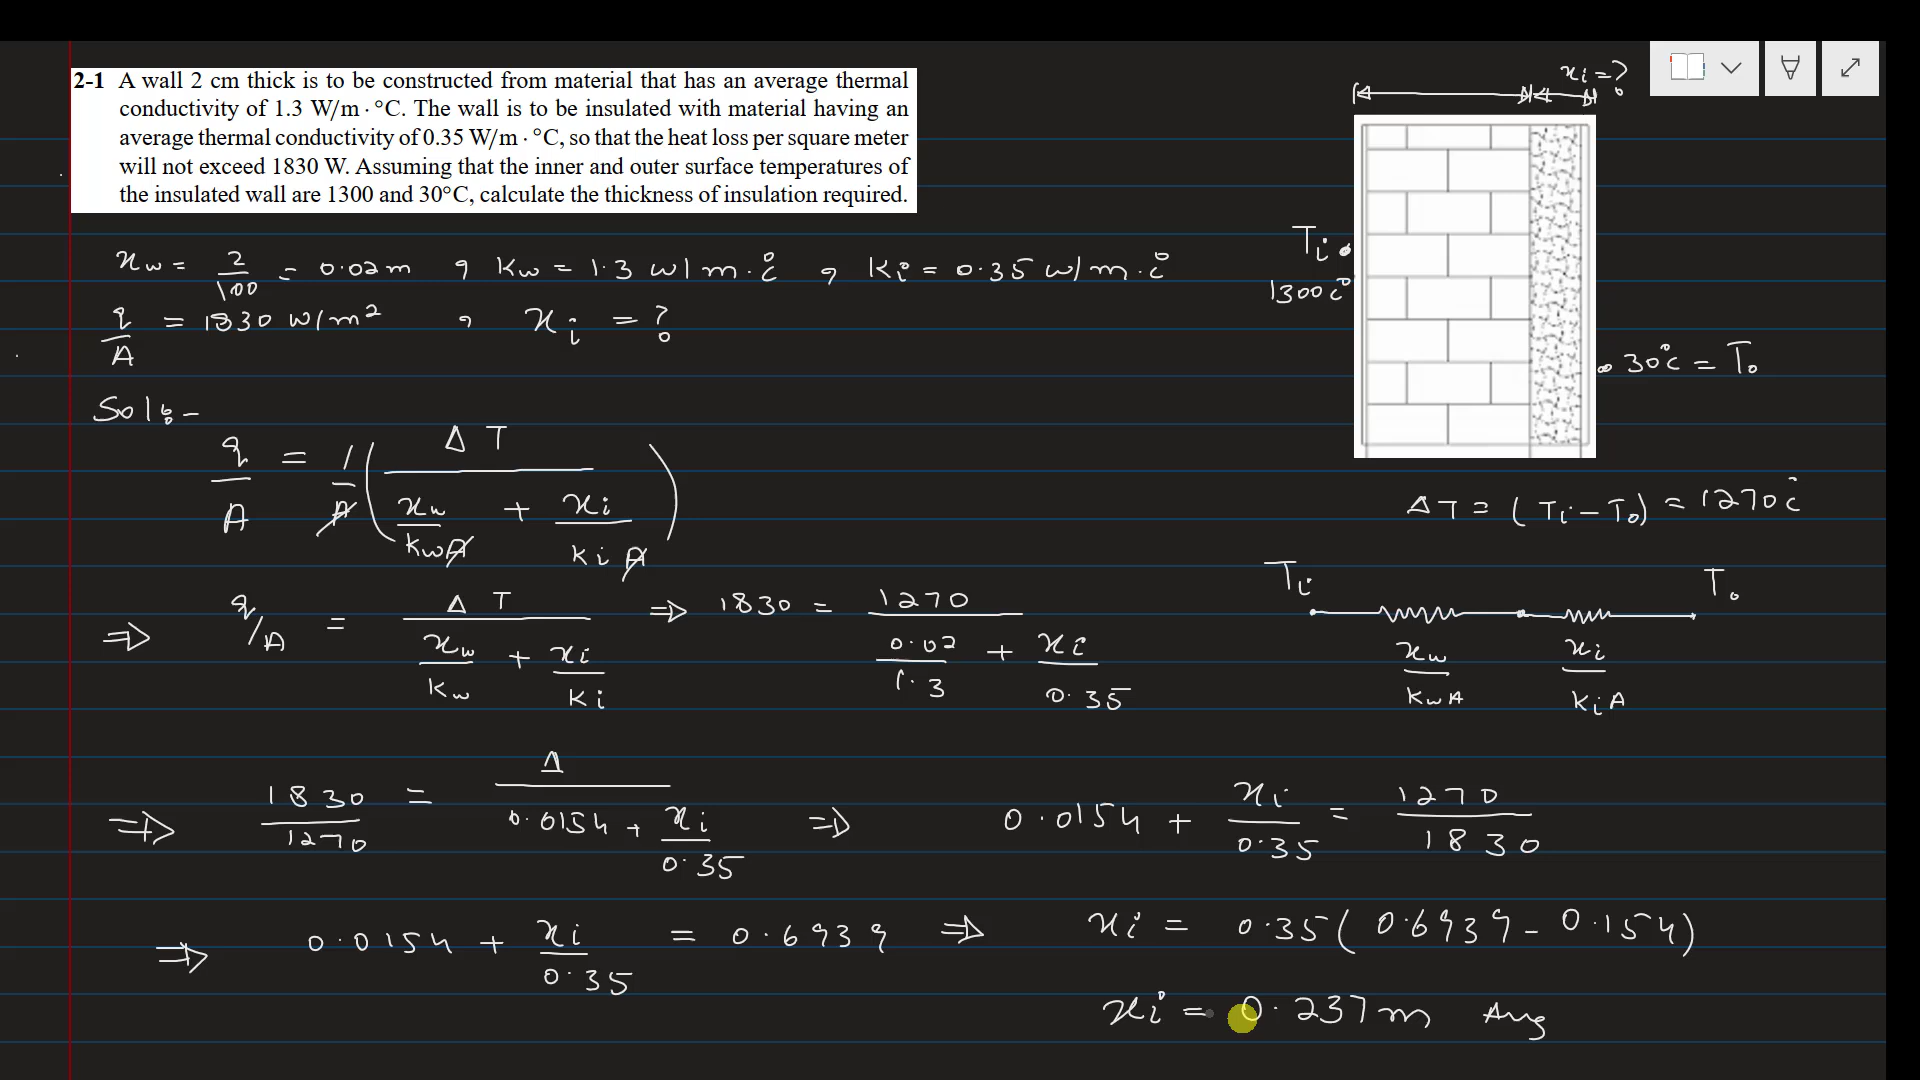 2-1 A wall 2 cm thick is to be constructed from material that has an average thermal
conductivity of 1.3 W/m · °C. The wall is to be insulated with material having an
average thermal conductivity of 0.35 W/m · °C, so that the heat loss per square meter
will not exceed 1830 W. Assuming that the inner and outer surface temperatures of
the insulated wall are 1300 and 30°C, calculate the thickness of insulation required.
xi = ?
xw = 2/100 = 0.02 m , Kw = 1.3 w/m.°c , Ki = 0.35 w/m.°c
q/A = 1830 w/m² , xi = ?
Ti
1300c°
30°c = To
Sol:-
q/A = 1/A (ΔT / (xw/KwA + xi/KiA))
ΔT = (Ti - To) = 1270°c
⇒ q/A = ΔT / (xw/Kw + xi/Ki) ⇒ 1830 = 1270 / (0.02/1.3 + xi/0.35)
Ti To
xw/KwA xi/KiA
⇒ 1830/1270 = Δ / (0.0154 + xi/0.35) ⇒ 0.0154 + xi/0.35 = 1270/1830
⇒ 0.0154 + xi/0.35 = 0.6939 ⇒ xi = 0.35(0.6939 - 0.154)
xi = 0.237 m Ans